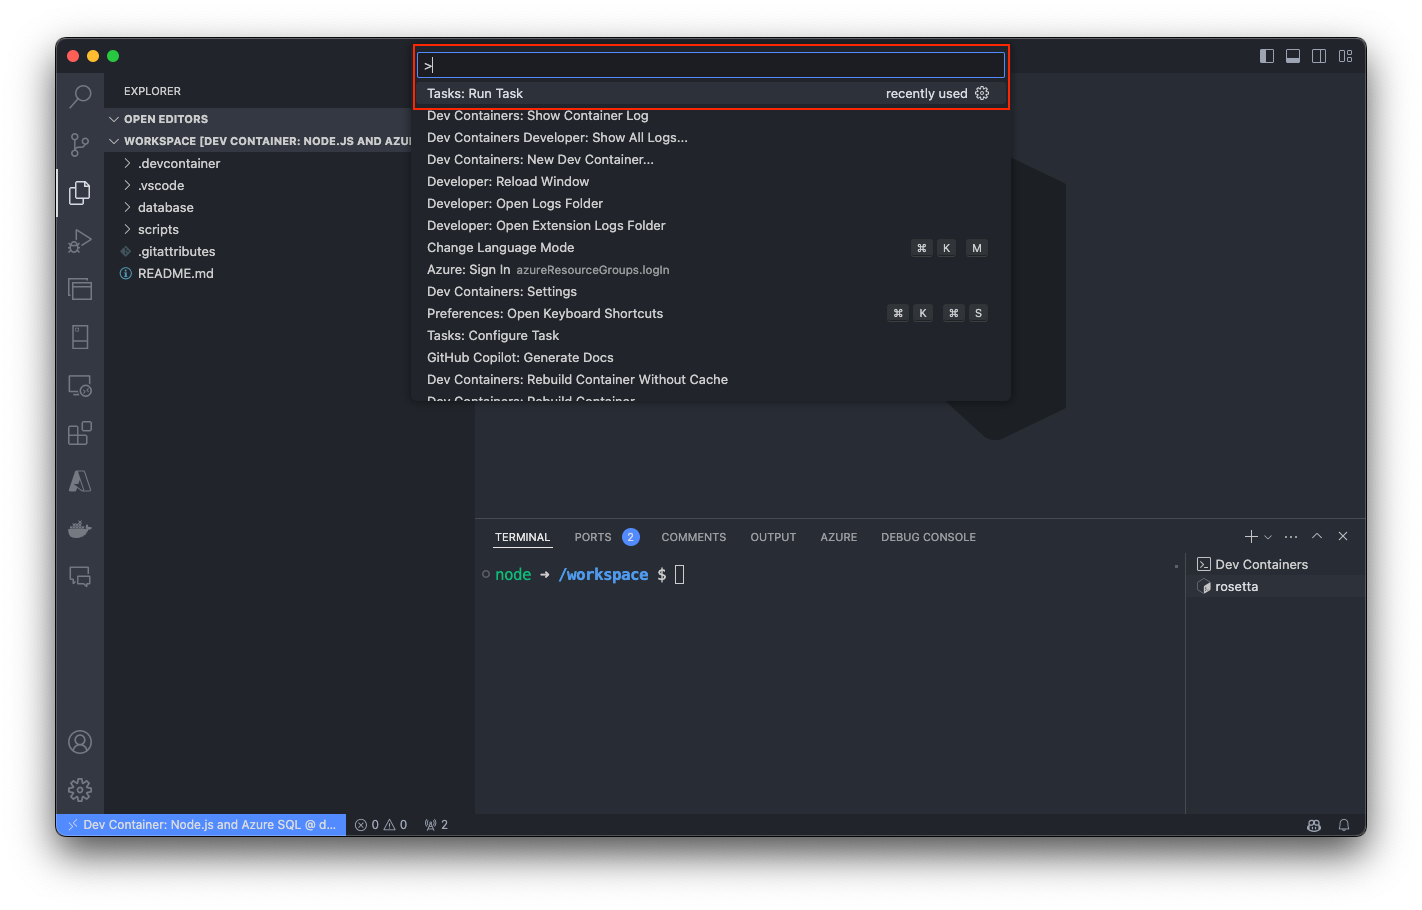 >
Tasks: Run Task recently used
Dev Containers: Show Container Log
Dev Containers Developer: Show All Logs...
Dev Containers: New Dev Container...
Developer: Reload Window
Developer: Open Logs Folder
Developer: Open Extension Logs Folder
Change Language Mode ⌘ K M
Azure: Sign In azureResourceGroups.logIn
Dev Containers: Settings
Preferences: Open Keyboard Shortcuts ⌘ K ⌘ S
Tasks: Configure Task
GitHub Copilot: Generate Docs
Dev Containers: Rebuild Container Without Cache
Dev Containers: Rebuild Container
EXPLORER
OPEN EDITORS
WORKSPACE [DEV CONTAINER: NODE.JS AND AZU
.devcontainer
.vscode
database
scripts
.gitattributes
README.md
TERMINAL PORTS 2 COMMENTS OUTPUT AZURE DEBUG CONSOLE
node ➜ /workspace $
Dev Containers
rosetta
Dev Container: Node.js and Azure SQL @ d... 0 0 2